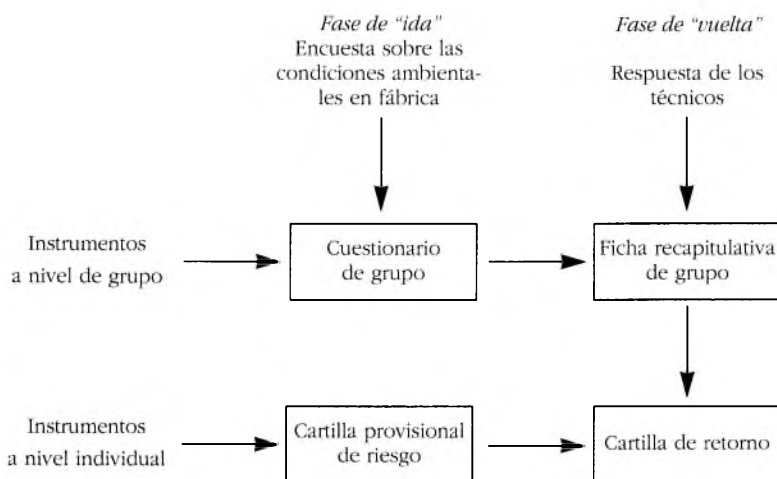 Fase de “ida”
Encuesta sobre las
condiciones ambienta-
les en fábrica
Fase de “vuelta”
Respuesta de los
técnicos
Instrumentos
a nivel de grupo
Cuestionario
de grupo
Ficha recapitulativa
de grupo
Instrumentos
a nivel individual
Cartilla provisional
de riesgo
Cartilla de retorno